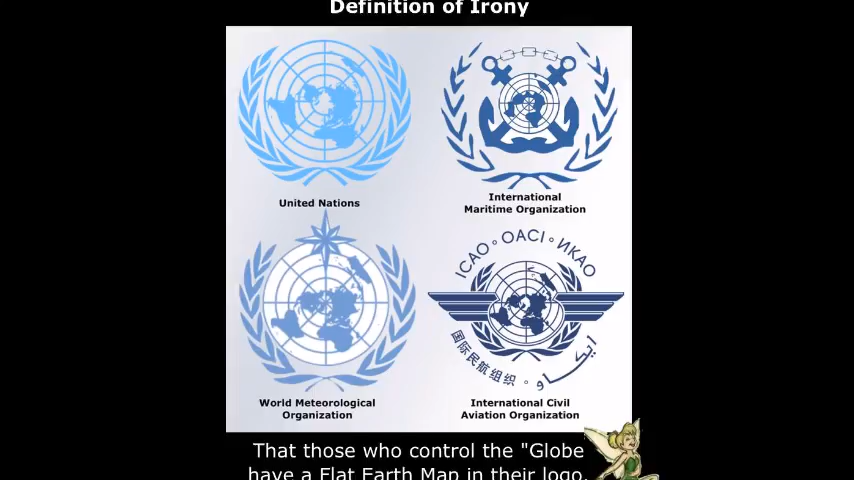 Definition of Irony
United Nations
International
Maritime Organization
ICAO ° OACI ° ИКАО
国际民航组织 ° ايكاو
World Meteorological
Organization
International Civil
Aviation Organization
That those who control the "Globe
have a Flat Earth Map in their logo.